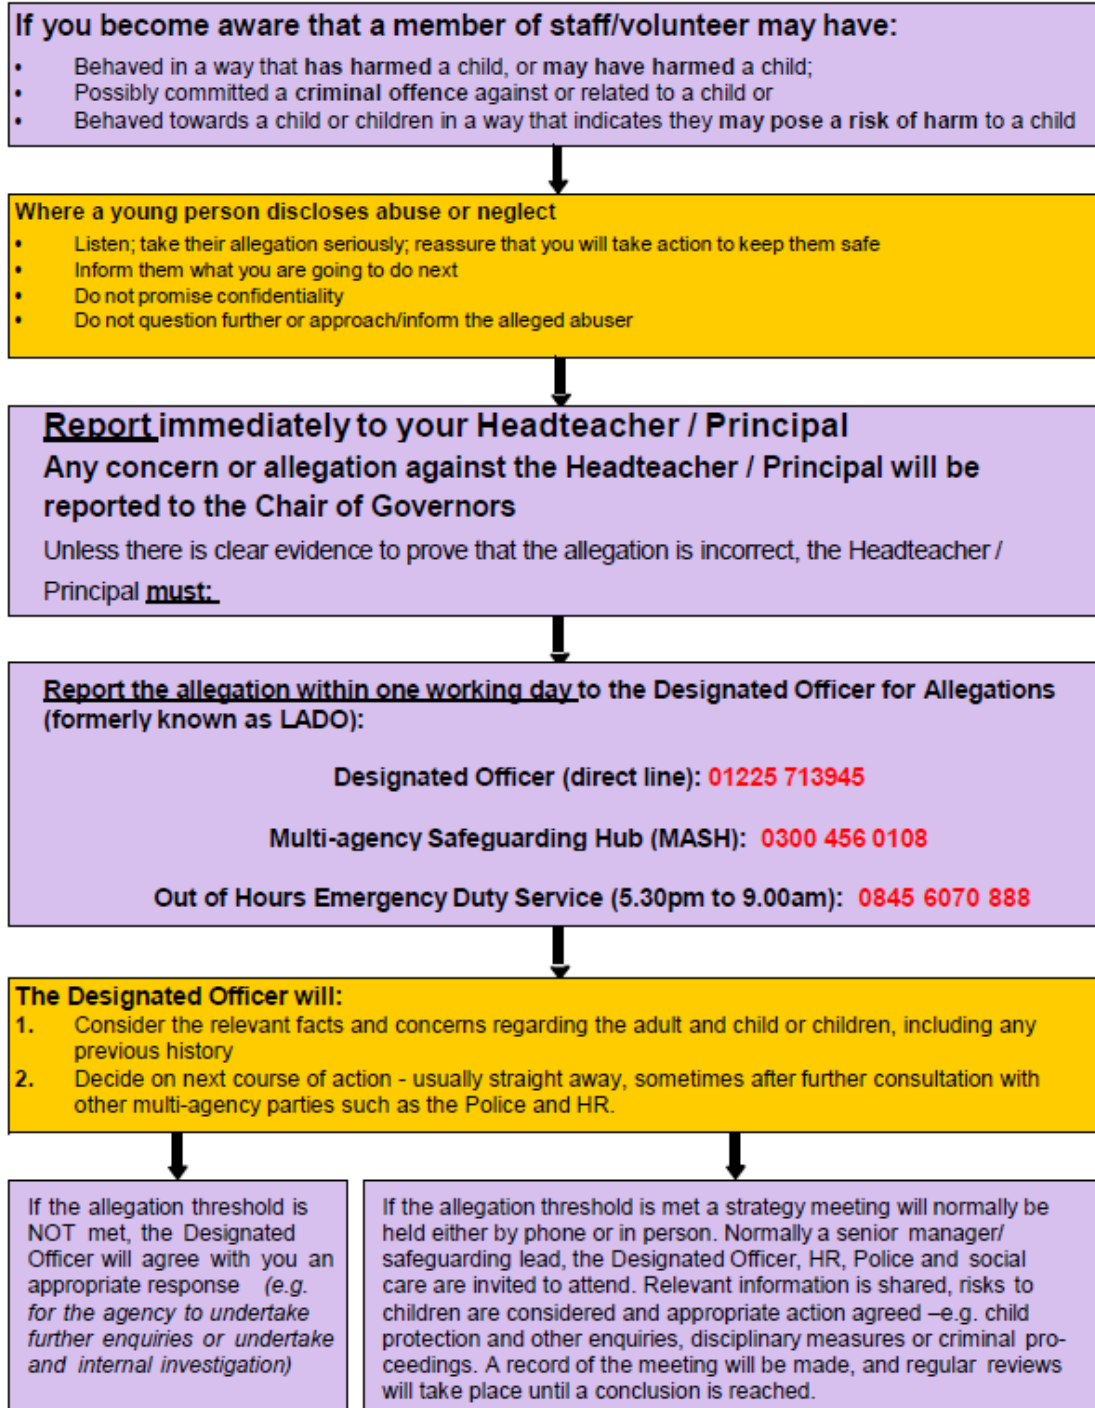 If you become aware that a member of staff/volunteer may have:
• Behaved in a way that has harmed a child, or may have harmed a child;
• Possibly committed a criminal offence against or related to a child or
• Behaved towards a child or children in a way that indicates they may pose a risk of harm to a child
Where a young person discloses abuse or neglect
• Listen; take their allegation seriously; reassure that you will take action to keep them safe
• Inform them what you are going to do next
• Do not promise confidentiality
• Do not question further or approach/inform the alleged abuser
Report immediately to your Headteacher / Principal
Any concern or allegation against the Headteacher / Principal will be
reported to the Chair of Governors
Unless there is clear evidence to prove that the allegation is incorrect, the Headteacher /
Principal must:
Report the allegation within one working day to the Designated Officer for Allegations
(formerly known as LADO):
Designated Officer (direct line): 01225 713945
Multi-agency Safeguarding Hub (MASH): 0300 456 0108
Out of Hours Emergency Duty Service (5.30pm to 9.00am): 0845 6070 888
The Designated Officer will:
1. Consider the relevant facts and concerns regarding the adult and child or children, including any
previous history
2. Decide on next course of action - usually straight away, sometimes after further consultation with
other multi-agency parties such as the Police and HR.
If the allegation threshold is
NOT met, the Designated
Officer will agree with you an
appropriate response (e.g.
for the agency to undertake
further enquiries or undertake
and internal investigation)
If the allegation threshold is met a strategy meeting will normally be
held either by phone or in person. Normally a senior manager/
safeguarding lead, the Designated Officer, HR, Police and social
care are invited to attend. Relevant information is shared, risks to
children are considered and appropriate action agreed –e.g. child
protection and other enquiries, disciplinary measures or criminal pro-
ceedings. A record of the meeting will be made, and regular reviews
will take place until a conclusion is reached.